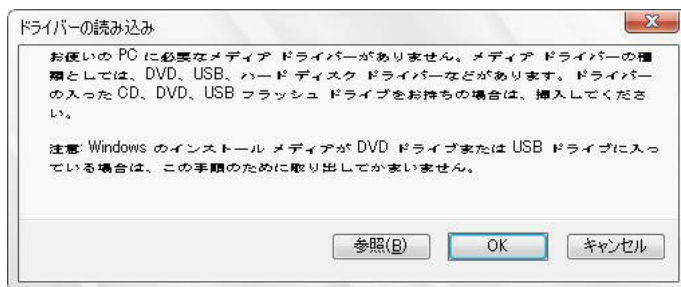 ドライバーの読み込み
お使いの PC に必要なメディア ドライバーがありません。メディア ドライバーの種
類としては、DVD、USB、ハード ディスク ドライバーなどがあります。ドライバー
の入った CD、DVD、USB フラッシュ ドライブをお持ちの場合は、挿入してくださ
い。
注意: Windows のインストール メディアが DVD ドライブまたは USB ドライブに入っ
ている場合は、この手順のために取り出してかまいません。
参照(B) OK キャンセル